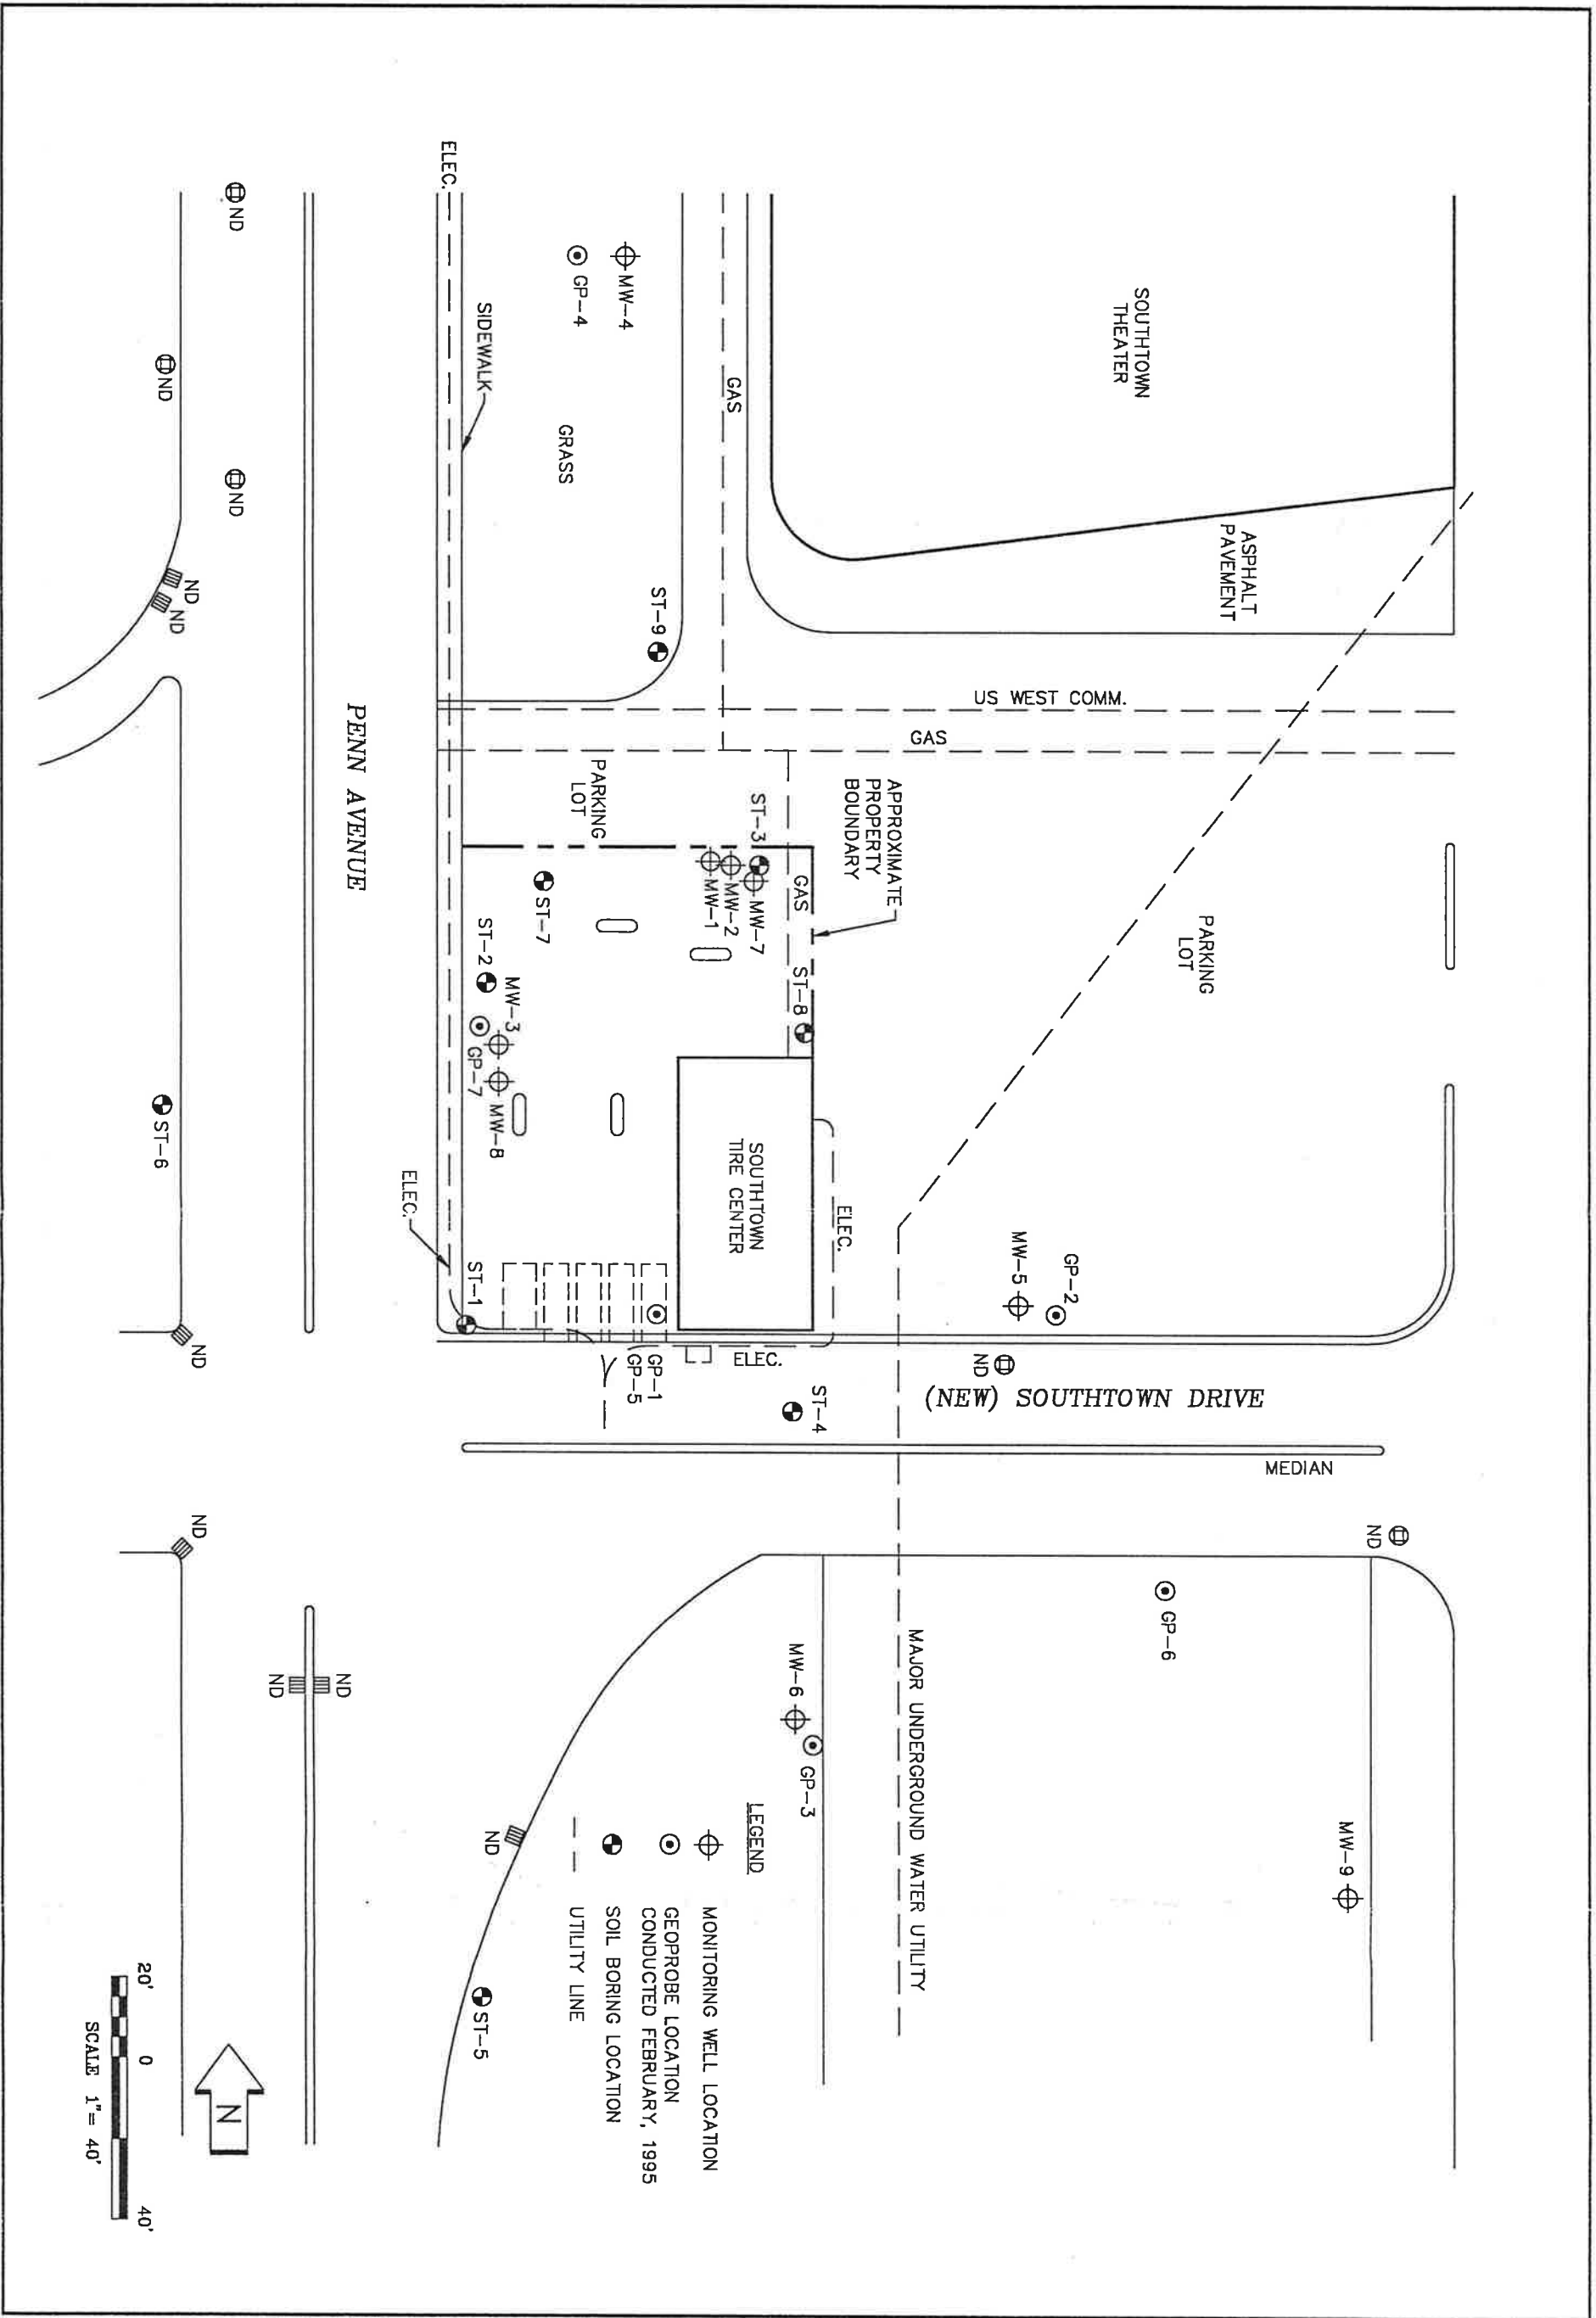 SOUTHTOWN
THEATER
ASPHALT
PAVEMENT
ELEC.
SIDEWALK
GRASS
GAS
MW-4
GP-4
ND
ND
ND
ND
ND
ST-9
US WEST COMM.
GAS
PENN AVENUE
PARKING
LOT
APPROXIMATE
PROPERTY
BOUNDARY
GAS
ST-3
MW-7
MW-2
MW-1
ST-7
ST-2
MW-3
GP-7
MW-8
ST-8
PARKING
LOT
SOUTHTOWN
TIRE CENTER
ELEC.
ELEC.
ST-1
ST-6
ND
MW-5
GP-2
ND
GP-1
GP-5
ELEC.
ST-4
(NEW) SOUTHTOWN DRIVE
MEDIAN
ND
ND
ND
ND
GP-6
MW-6
GP-3
MAJOR UNDERGROUND WATER UTILITY
MW-9
ND
ST-5
LEGEND
MONITORING WELL LOCATION
GEOPROBE LOCATION
CONDUCTED FEBRUARY, 1995
SOIL BORING LOCATION
UTILITY LINE
N
20'
0
40'
SCALE 1"= 40'